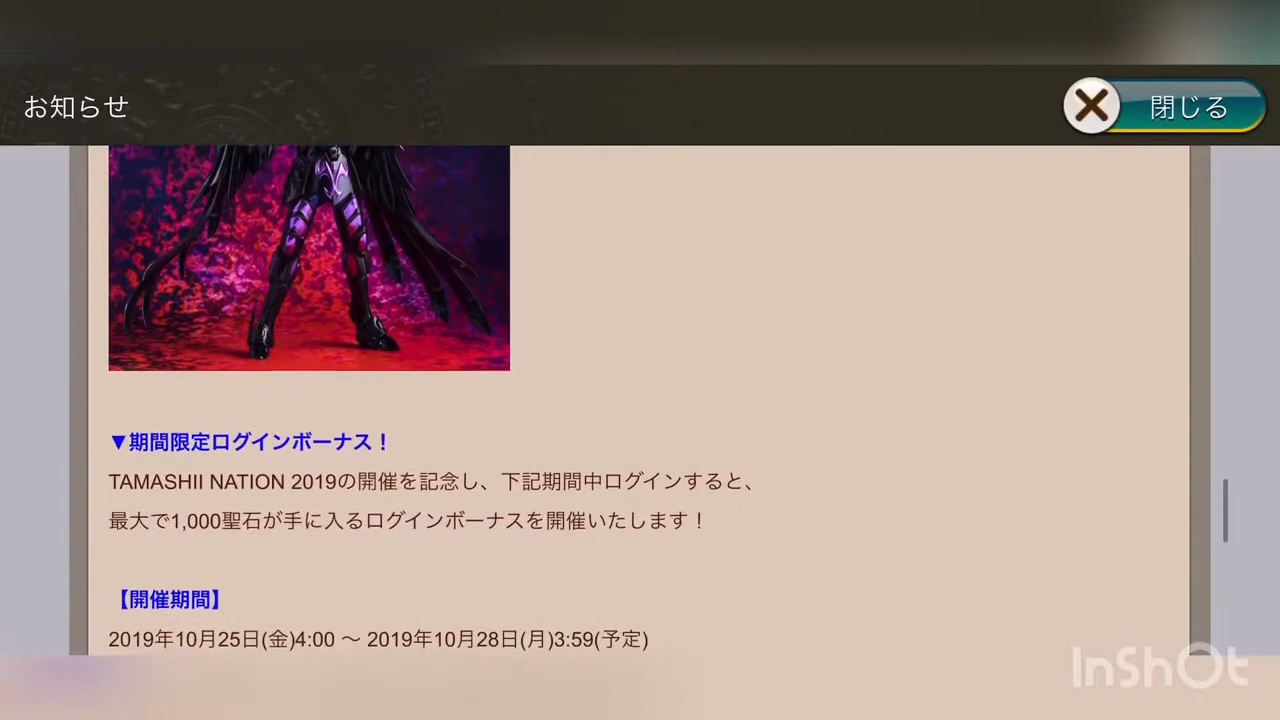 お知らせ
閉じる
▼期間限定ログインボーナス！
TAMASHII NATION 2019の開催を記念し、下記期間中ログインすると、
最大で1,000聖石が手に入るログインボーナスを開催いたします！
【開催期間】
2019年10月25日(金)4:00 ～ 2019年10月28日(月)3:59(予定)
InShOt